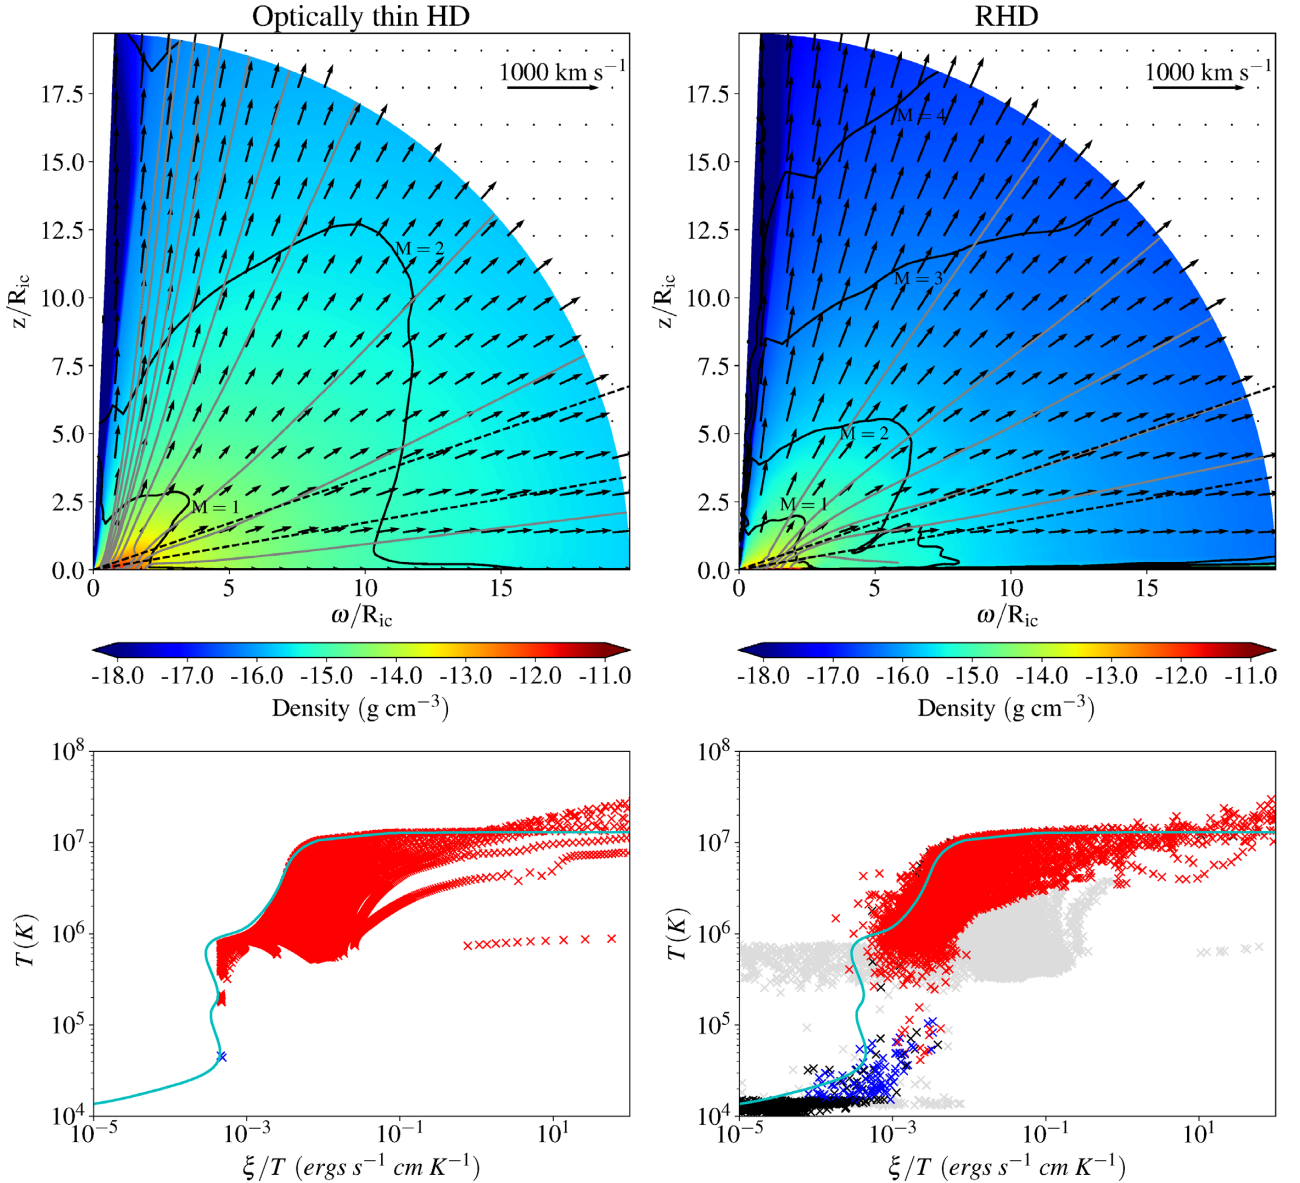 Optically thin HD
RHD
1000 km s⁻¹
1000 km s⁻¹
17.5
15.0
12.5
10.0
7.5
5.0
2.5
0.0
z/R_ic
M = 2
M = 1
0
5
10
15
ω/R_ic
17.5
15.0
12.5
10.0
7.5
5.0
2.5
0.0
z/R_ic
M = 4
M = 3
M = 2
M = 1
0
5
10
15
ω/R_ic
-18.0 -17.0 -16.0 -15.0 -14.0 -13.0 -12.0 -11.0
Density (g cm⁻³)
-18.0 -17.0 -16.0 -15.0 -14.0 -13.0 -12.0 -11.0
Density (g cm⁻³)
10⁸
10⁷
10⁶
10⁵
10⁴
T(K)
10⁻⁵ 10⁻³ 10⁻¹ 10¹
ξ/T (ergs s⁻¹ cm K⁻¹)
10⁸
10⁷
10⁶
10⁵
10⁴
T(K)
10⁻⁵ 10⁻³ 10⁻¹ 10¹
ξ/T (ergs s⁻¹ cm K⁻¹)